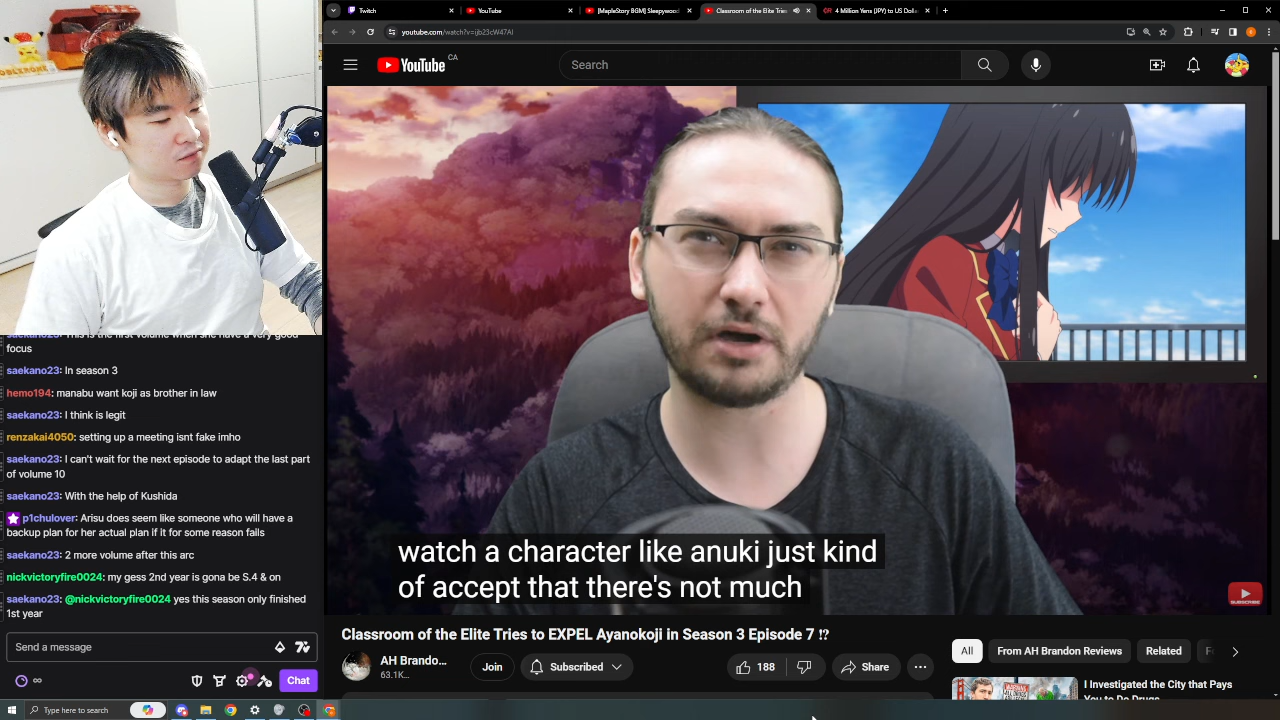 Twitch
YouTube
[MapleStory BGM] Sleepywood
Classroom of the Elite Tries
4 Million Yens (JPY) to US Dolla
youtube.com/watch?v=ijb23cW47AI
YouTube CA
Search
watch a character like anuki just kind
of accept that there's not much
SUBSCRIBE
saekano23: This is the first volume when she have a very good
focus
saekano23: In season 3
hemo194: manabu want koji as brother in law
saekano23: I think is legit
renzakai4050: setting up a meeting isnt fake imho
saekano23: I can't wait for the next episode to adapt the last part
of volume 10
saekano23: With the help of Kushida
p1chulover: Arisu does seem like someone who will have a
backup plan for her actual plan if it for some reason fails
saekano23: 2 more volume after this arc
nickvictoryfire0024: my gess 2nd year is gona be S.4 & on
saekano23: @nickvictoryfire0024 yes this season only finished
1st year
Send a message
Chat
Classroom of the Elite Tries to EXPEL Ayanokoji in Season 3 Episode 7 !?
AH Brando...
63.1K...
Join
Subscribed
188
Share
All
From AH Brandon Reviews
Related
I Investigated the City that Pays
You to Do Drugs
Type here to search